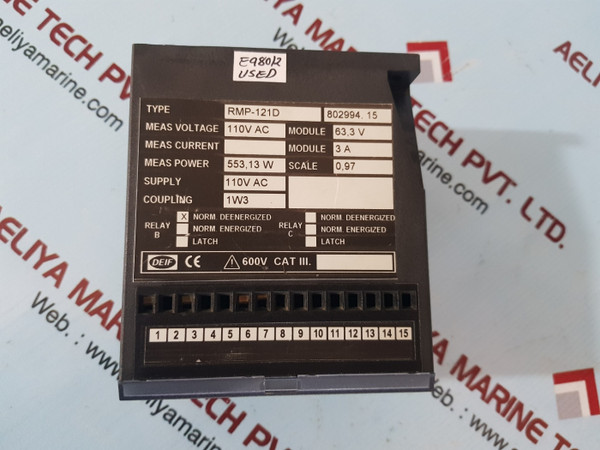 E980/2
USED
TYPE RMP-121D 802994. 15
MEAS VOLTAGE 110V AC MODULE 63,3 V
MEAS CURRENT MODULE 3 A
MEAS POWER 553,13 W SCALE 0,97
SUPPLY 110V AC
COUPLING 1W3
RELAY B X NORM. DEENERGIZED
NORM. ENERGIZED
LATCH
RELAY C NORM. DEENERGIZED
NORM. ENERGIZED
LATCH
DEIF CE 600V CAT III.
1 2 3 4 5 6 7 8 9 10 11 12 13 14 15
AELIYA MARINE TECH PVT. LTD.
Web.: www.aeliyamarine.com